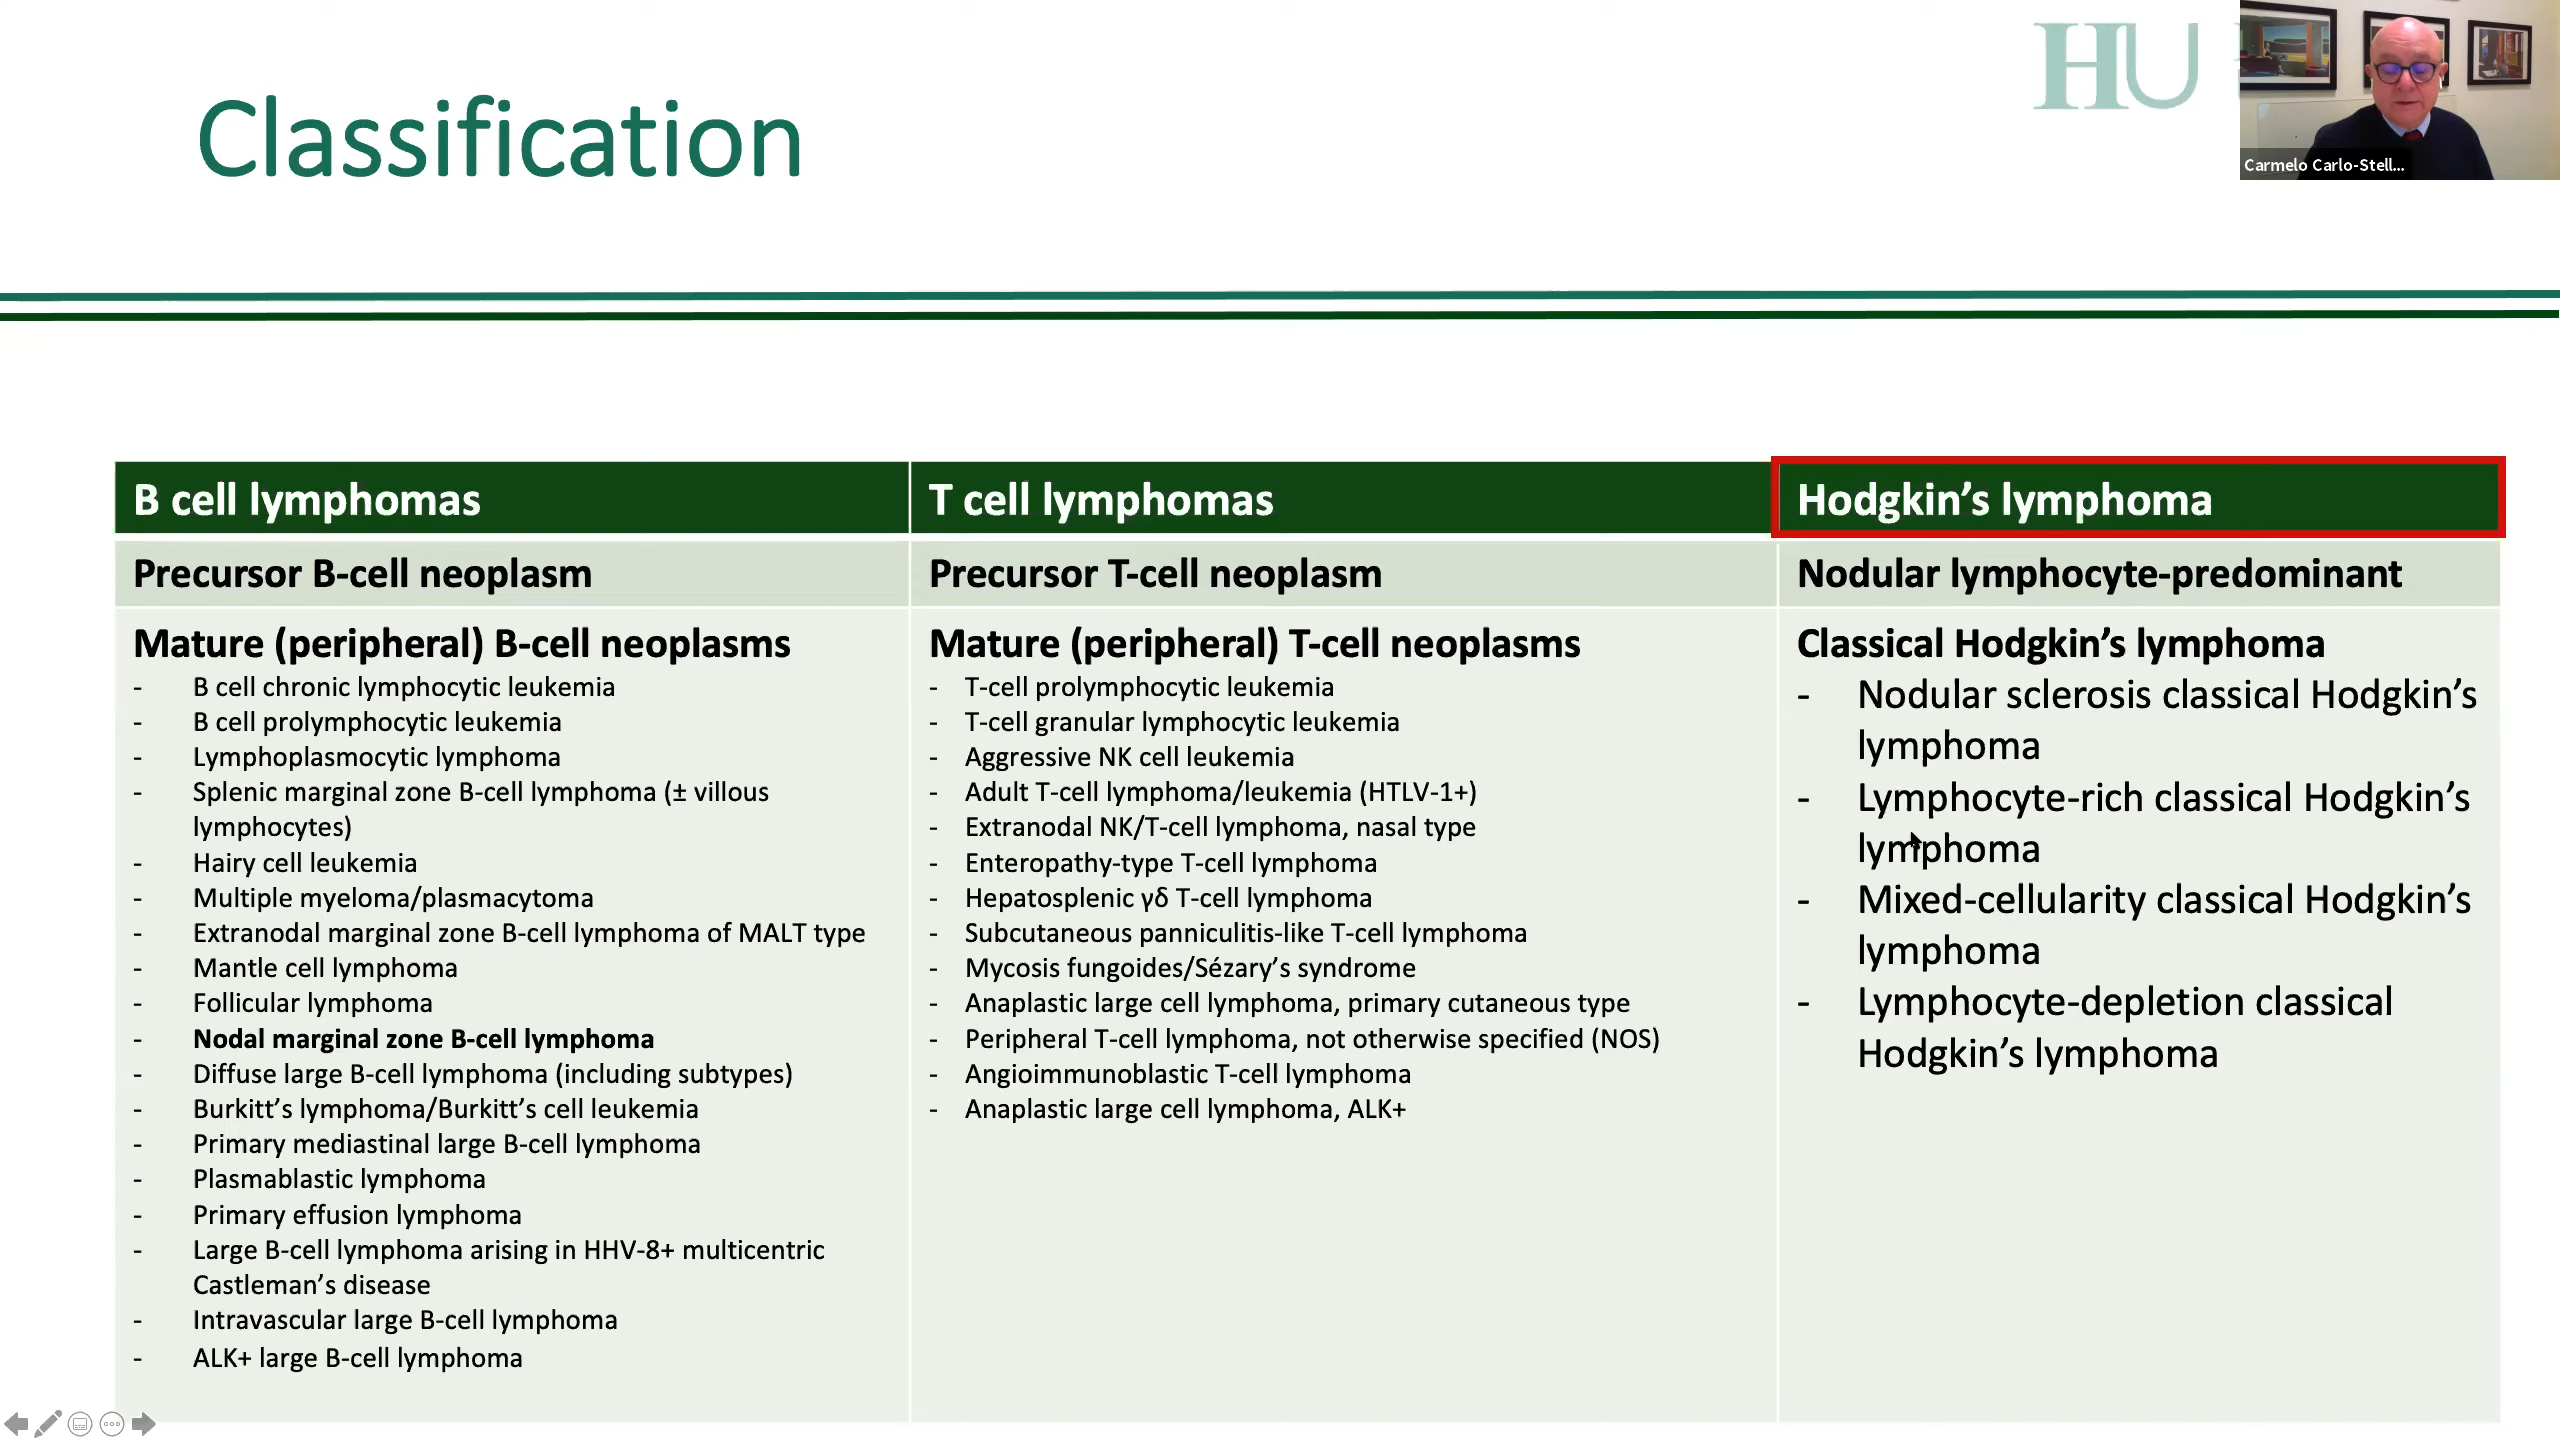 Classification
HU
Carmelo Carlo-Stell...
B cell lymphomas
T cell lymphomas
Hodgkin’s lymphoma
Precursor B-cell neoplasm
Precursor T-cell neoplasm
Nodular lymphocyte-predominant
Mature (peripheral) B-cell neoplasms
- B cell chronic lymphocytic leukemia
- B cell prolymphocytic leukemia
- Lymphoplasmocytic lymphoma
- Splenic marginal zone B-cell lymphoma (± villous
lymphocytes)
- Hairy cell leukemia
- Multiple myeloma/plasmacytoma
- Extranodal marginal zone B-cell lymphoma of MALT type
- Mantle cell lymphoma
- Follicular lymphoma
- Nodal marginal zone B-cell lymphoma
- Diffuse large B-cell lymphoma (including subtypes)
- Burkitt’s lymphoma/Burkitt’s cell leukemia
- Primary mediastinal large B-cell lymphoma
- Plasmablastic lymphoma
- Primary effusion lymphoma
- Large B-cell lymphoma arising in HHV-8+ multicentric
Castleman’s disease
- Intravascular large B-cell lymphoma
- ALK+ large B-cell lymphoma
Mature (peripheral) T-cell neoplasms
- T-cell prolymphocytic leukemia
- T-cell granular lymphocytic leukemia
- Aggressive NK cell leukemia
- Adult T-cell lymphoma/leukemia (HTLV-1+)
- Extranodal NK/T-cell lymphoma, nasal type
- Enteropathy-type T-cell lymphoma
- Hepatosplenic γδ T-cell lymphoma
- Subcutaneous panniculitis-like T-cell lymphoma
- Mycosis fungoides/Sézary’s syndrome
- Anaplastic large cell lymphoma, primary cutaneous type
- Peripheral T-cell lymphoma, not otherwise specified (NOS)
- Angioimmunoblastic T-cell lymphoma
- Anaplastic large cell lymphoma, ALK+
Classical Hodgkin’s lymphoma
- Nodular sclerosis classical Hodgkin’s
lymphoma
- Lymphocyte-rich classical Hodgkin’s
lymphoma
- Mixed-cellularity classical Hodgkin’s
lymphoma
- Lymphocyte-depletion classical
Hodgkin’s lymphoma